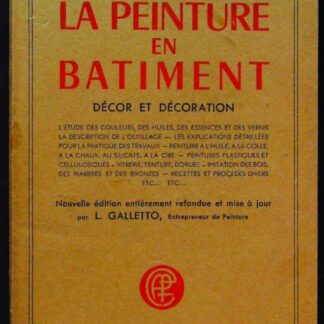 LA PEINTURE
EN
BATIMENT
DÉCOR ET DÉCORATION
L'ÉTUDE DES COULEURS, DES HUILES, DES ESSENCES ET DES VERNIS
LA DESCRIPTION DE L'OUTILLAGE — LES EXPLICATIONS DÉTAILLÉES
POUR LA PRATIQUE DES TRAVAUX — PEINTURE A L'HUILE, A LA COLLE,
A LA CHAUX, AU SILICATE, A LA CIRE — PEINTURES PLASTIQUES ET
CELLULOSIQUES - VITRERIE, TENTURE, DORURE - IMITATION DES BOIS,
DES MARBRES ET DES BRONZES — RECETTES ET PROCÉDÉS DIVERS
ETC... ETC...
Nouvelle édition entièrement refondue et mise à jour
par L. GALLETTO, Entrepreneur de Peinture